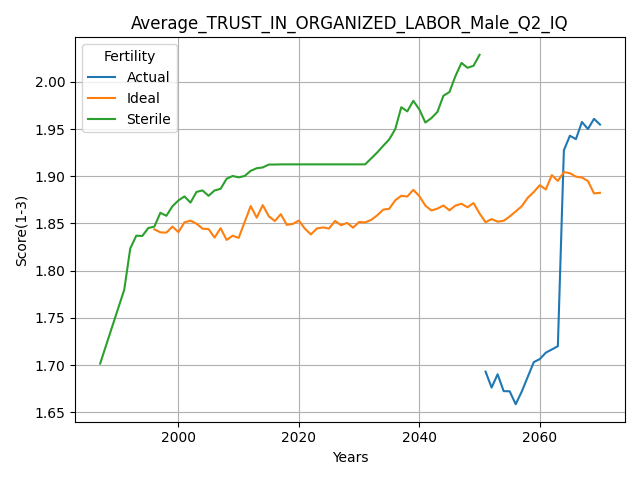 Average_TRUST_IN_ORGANIZED_LABOR_Male_Q2_IQ
Fertility
Actual
Ideal
Sterile
Score(1-3)
2.00
1.95
1.90
1.85
1.80
1.75
1.70
1.65
2000
2020
2040
2060
Years